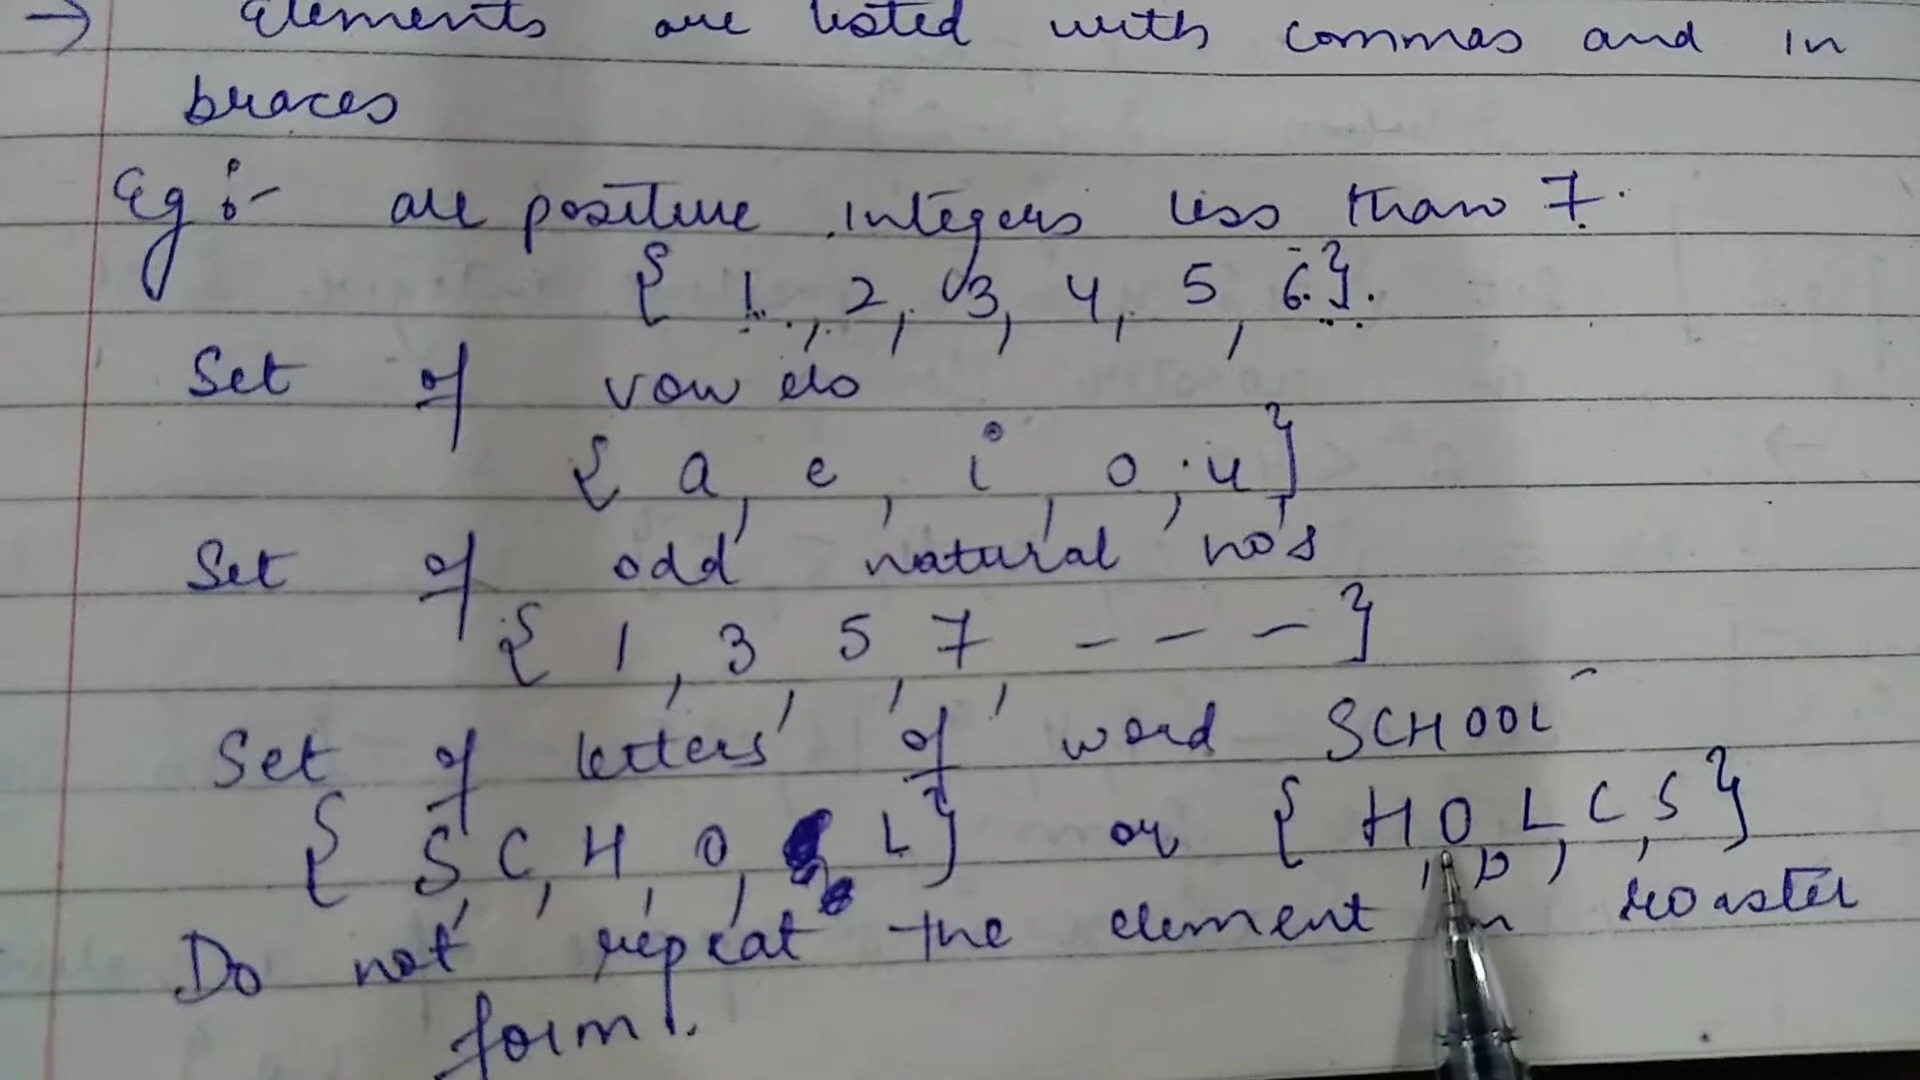 → Elements are listed with commas and in
braces
Eg :- all positive integers less than 7.
{ 1, 2, 3, 4, 5, 6 }.
Set of vowels
{ a, e, i, o, u }
Set of odd natural no's
{ 1, 3, 5, 7, - - - }
Set of letters of word SCHOOL
{ S, C, H, O, L } or { H, O, L, C, S }
Do not repeat the element in roaster
form.